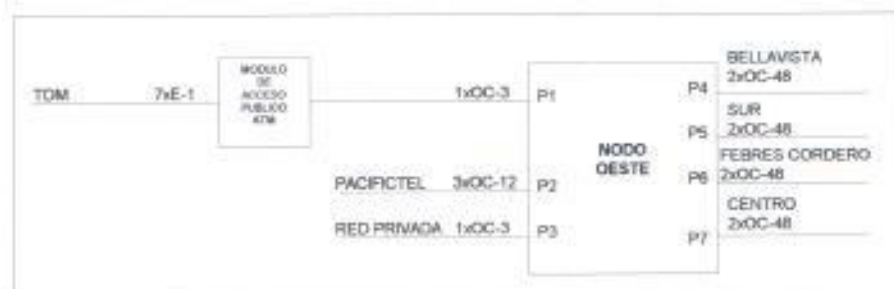 TOM 7xE-1
MODULO
DE
ACCESO
PUBLICO
ATM
1xOC-3 P1
PACIFICTEL 3xOC-12 P2
RED PRIVADA 1xOC-3 P3
NODO
OESTE
BELLAVISTA
P4 2xOC-48
SUR
P5 2xOC-48
FEBRES CORDERO
P6 2xOC-48
CENTRO
P7 2xOC-48